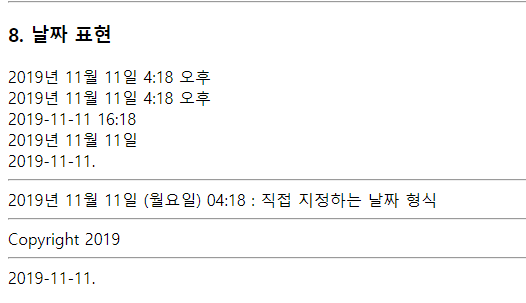 8. 날짜 표현
2019년 11월 11일 4:18 오후
2019년 11월 11일 4:18 오후
2019-11-11 16:18
2019년 11월 11일
2019-11-11.
2019년 11월 11일 (월요일) 04:18 : 직접 지정하는 날짜 형식
Copyright 2019
2019-11-11.